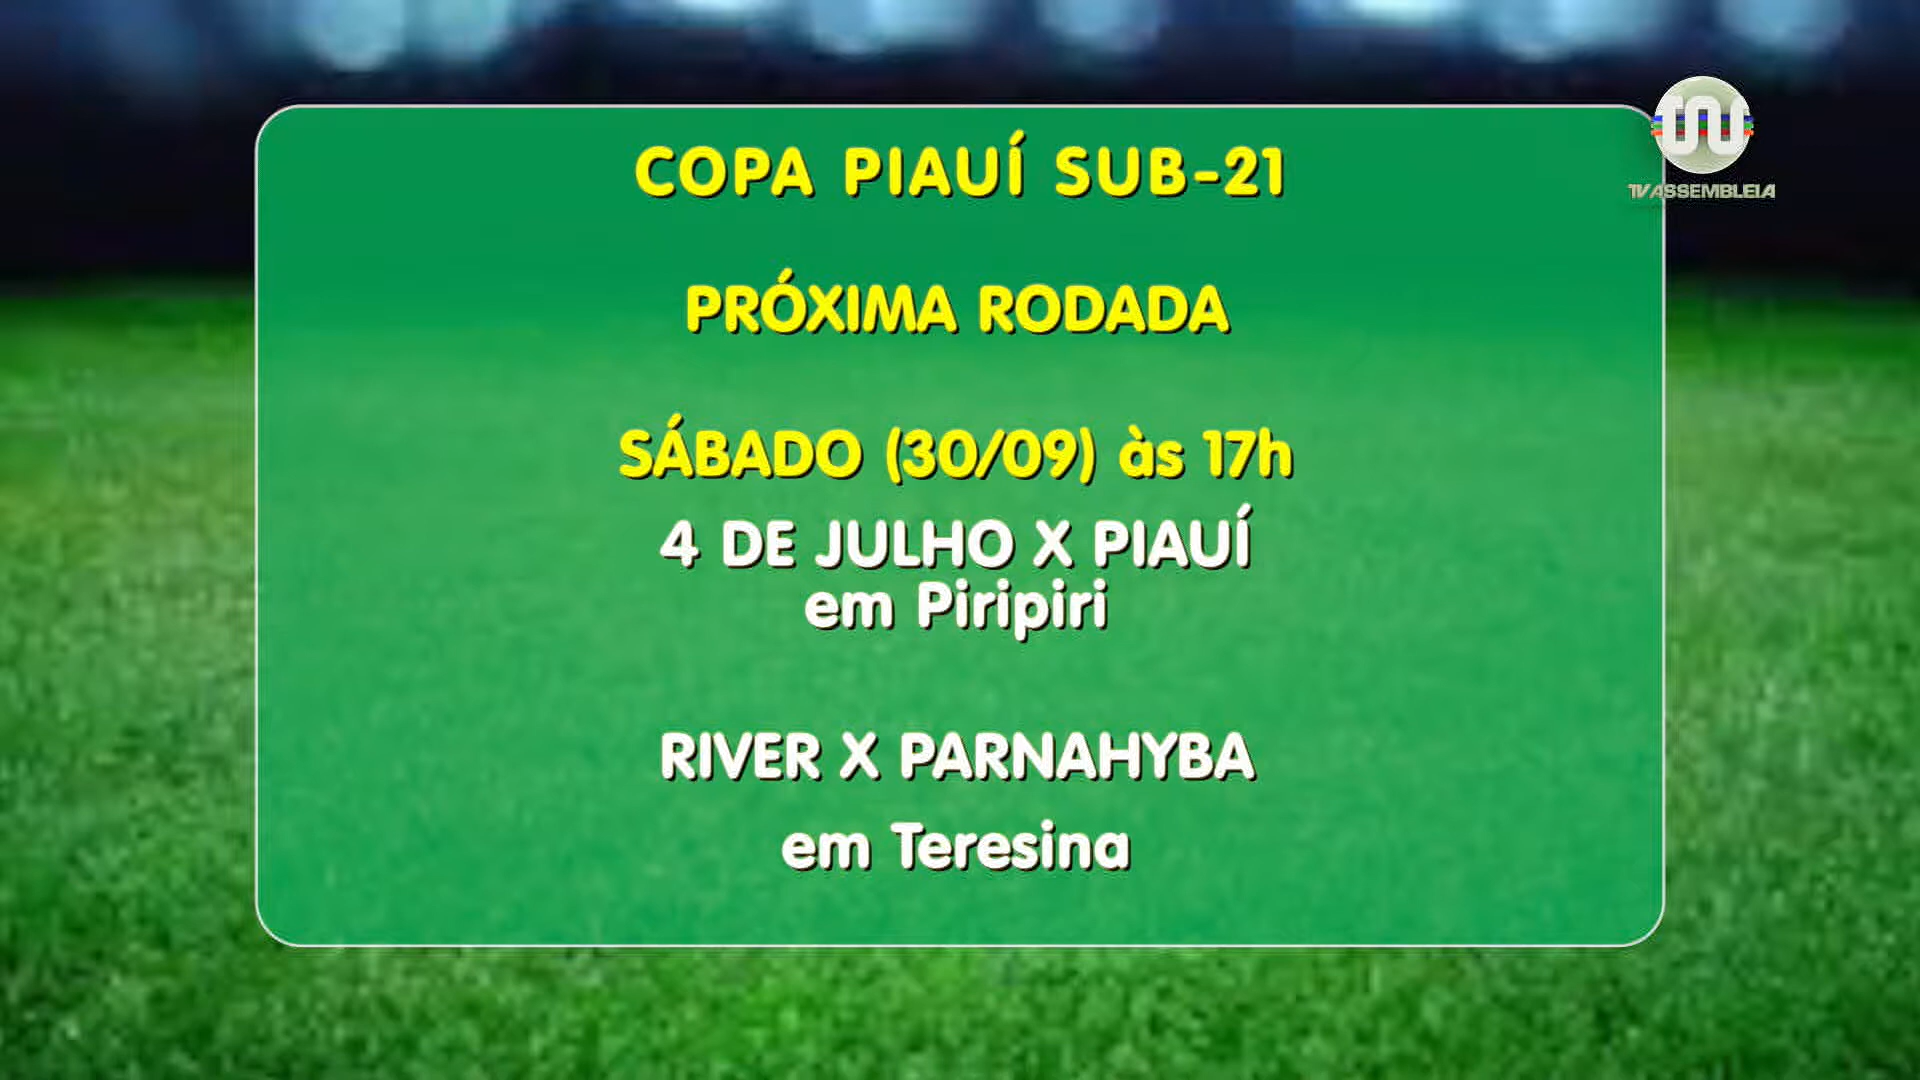 COPA PIAUÍ SUB-21
TV ASSEMBLEIA
PRÓXIMA RODADA
SÁBADO (30/09) às 17h
4 DE JULHO X PIAUÍ
em Piripiri
RIVER X PARNAHYBA
em Teresina